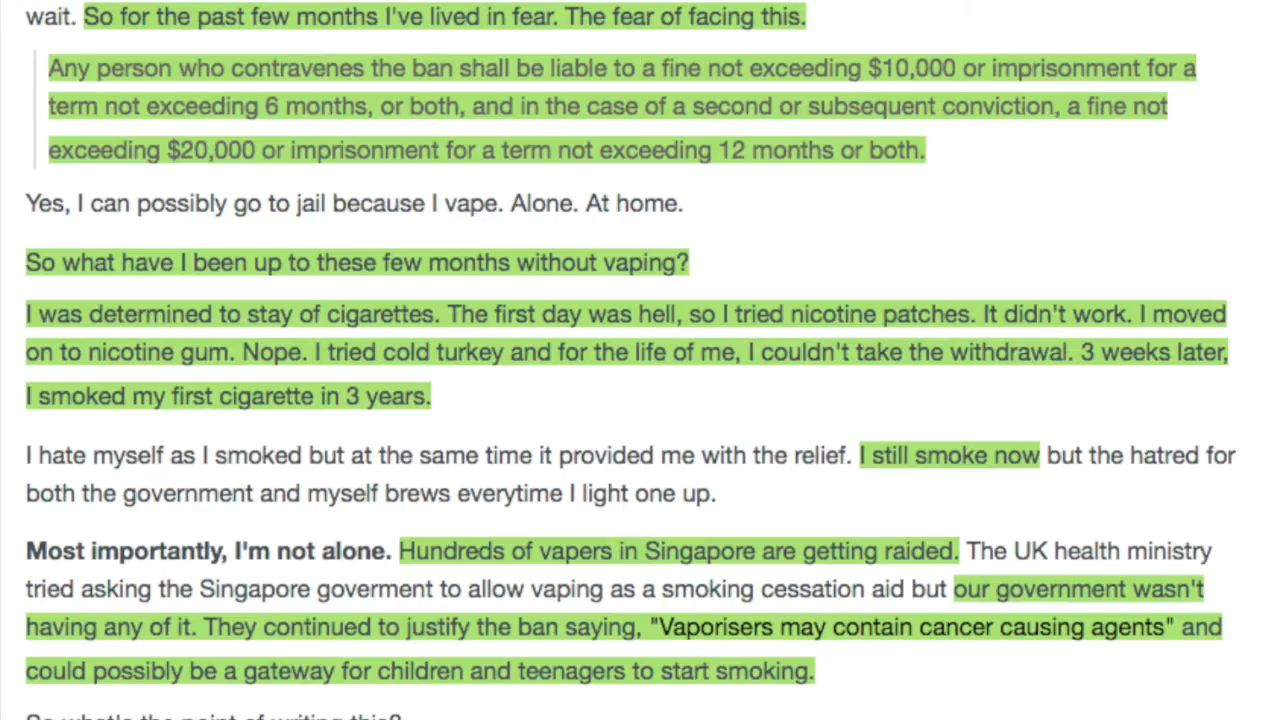 wait. So for the past few months I've lived in fear. The fear of facing this.
Any person who contravenes the ban shall be liable to a fine not exceeding $10,000 or imprisonment for a
term not exceeding 6 months, or both, and in the case of a second or subsequent conviction, a fine not
exceeding $20,000 or imprisonment for a term not exceeding 12 months or both.
Yes, I can possibly go to jail because I vape. Alone. At home.
So what have I been up to these few months without vaping?
I was determined to stay of cigarettes. The first day was hell, so I tried nicotine patches. It didn't work. I moved
on to nicotine gum. Nope. I tried cold turkey and for the life of me, I couldn't take the withdrawal. 3 weeks later,
I smoked my first cigarette in 3 years.
I hate myself as I smoked but at the same time it provided me with the relief. I still smoke now but the hatred for
both the government and myself brews everytime I light one up.
Most importantly, I'm not alone. Hundreds of vapers in Singapore are getting raided. The UK health ministry
tried asking the Singapore goverment to allow vaping as a smoking cessation aid but our government wasn't
having any of it. They continued to justify the ban saying, "Vaporisers may contain cancer causing agents" and
could possibly be a gateway for children and teenagers to start smoking.
So what's the point of writing this?